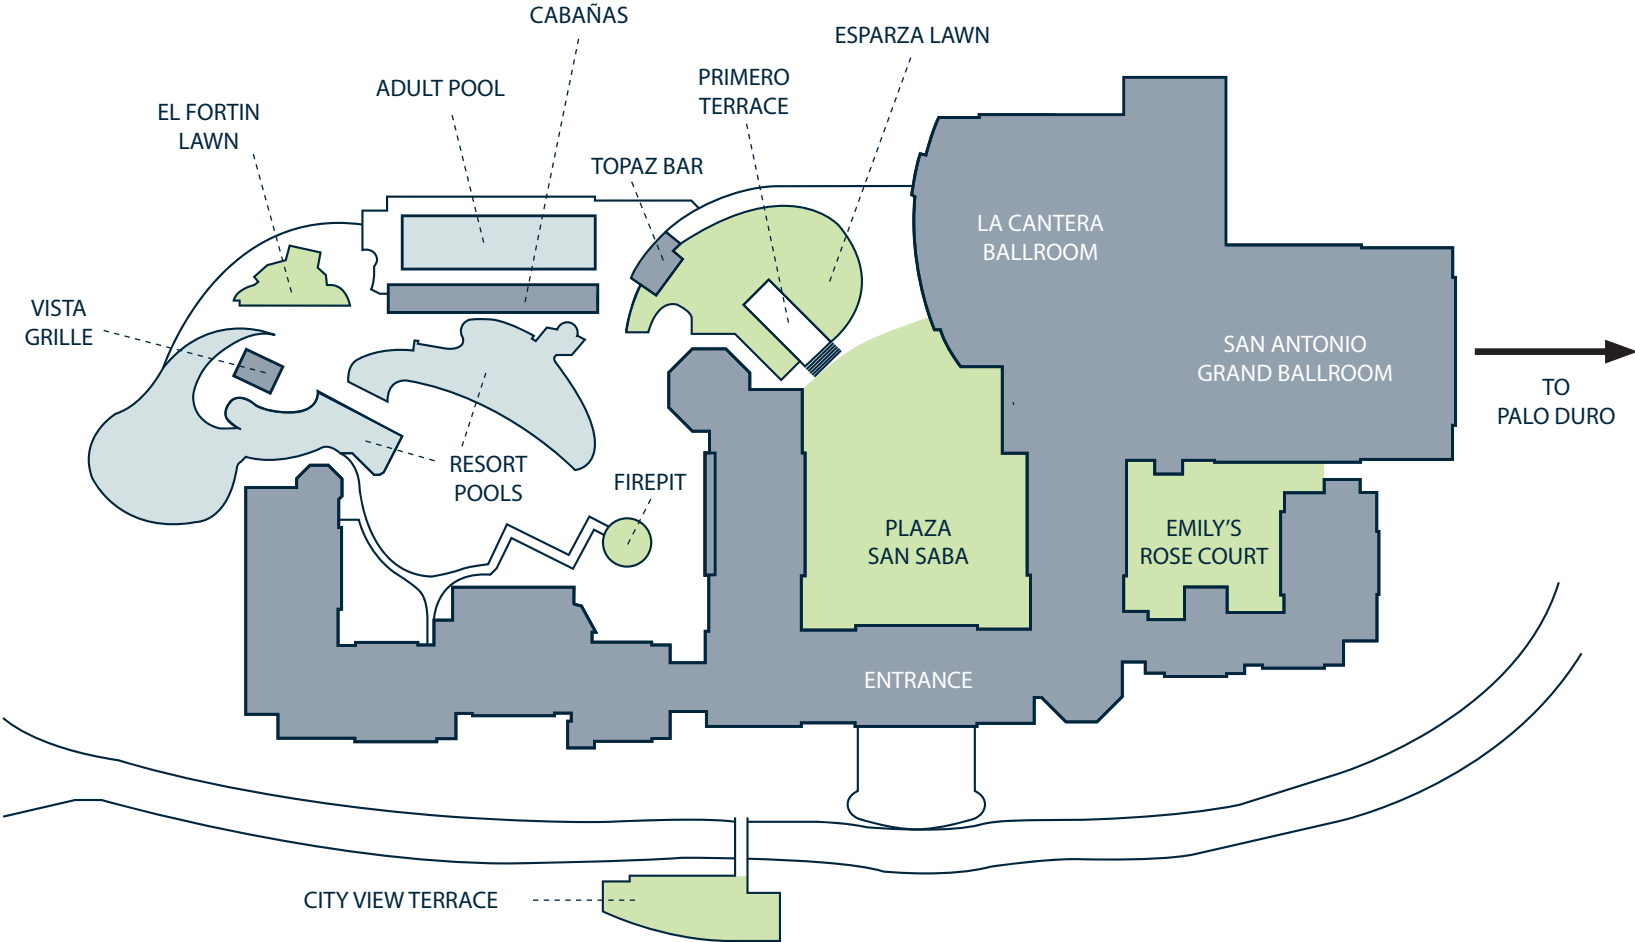 CABAÑAS
ESPARZA LAWN
PRIMERO
TERRACE
ADULT POOL
EL FORTIN
LAWN
TOPAZ BAR
LA CANTERA
BALLROOM
VISTA
GRILLE
SAN ANTONIO
GRAND BALLROOM
TO
PALO DURO
RESORT
POOLS
FIREPIT
PLAZA
SAN SABA
EMILY'S
ROSE COURT
ENTRANCE
CITY VIEW TERRACE